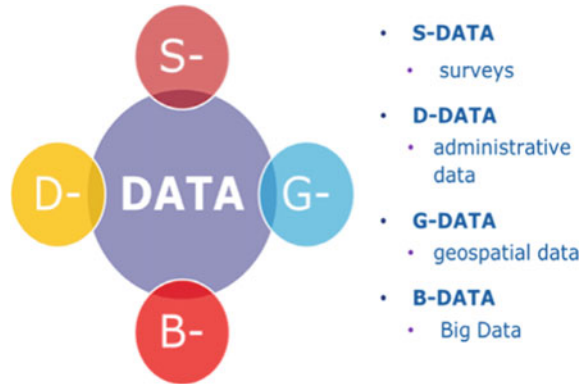 S-
D-
DATA
G-
B-
• S-DATA
• surveys
• D-DATA
• administrative
data
• G-DATA
• geospatial data
• B-DATA
• Big Data